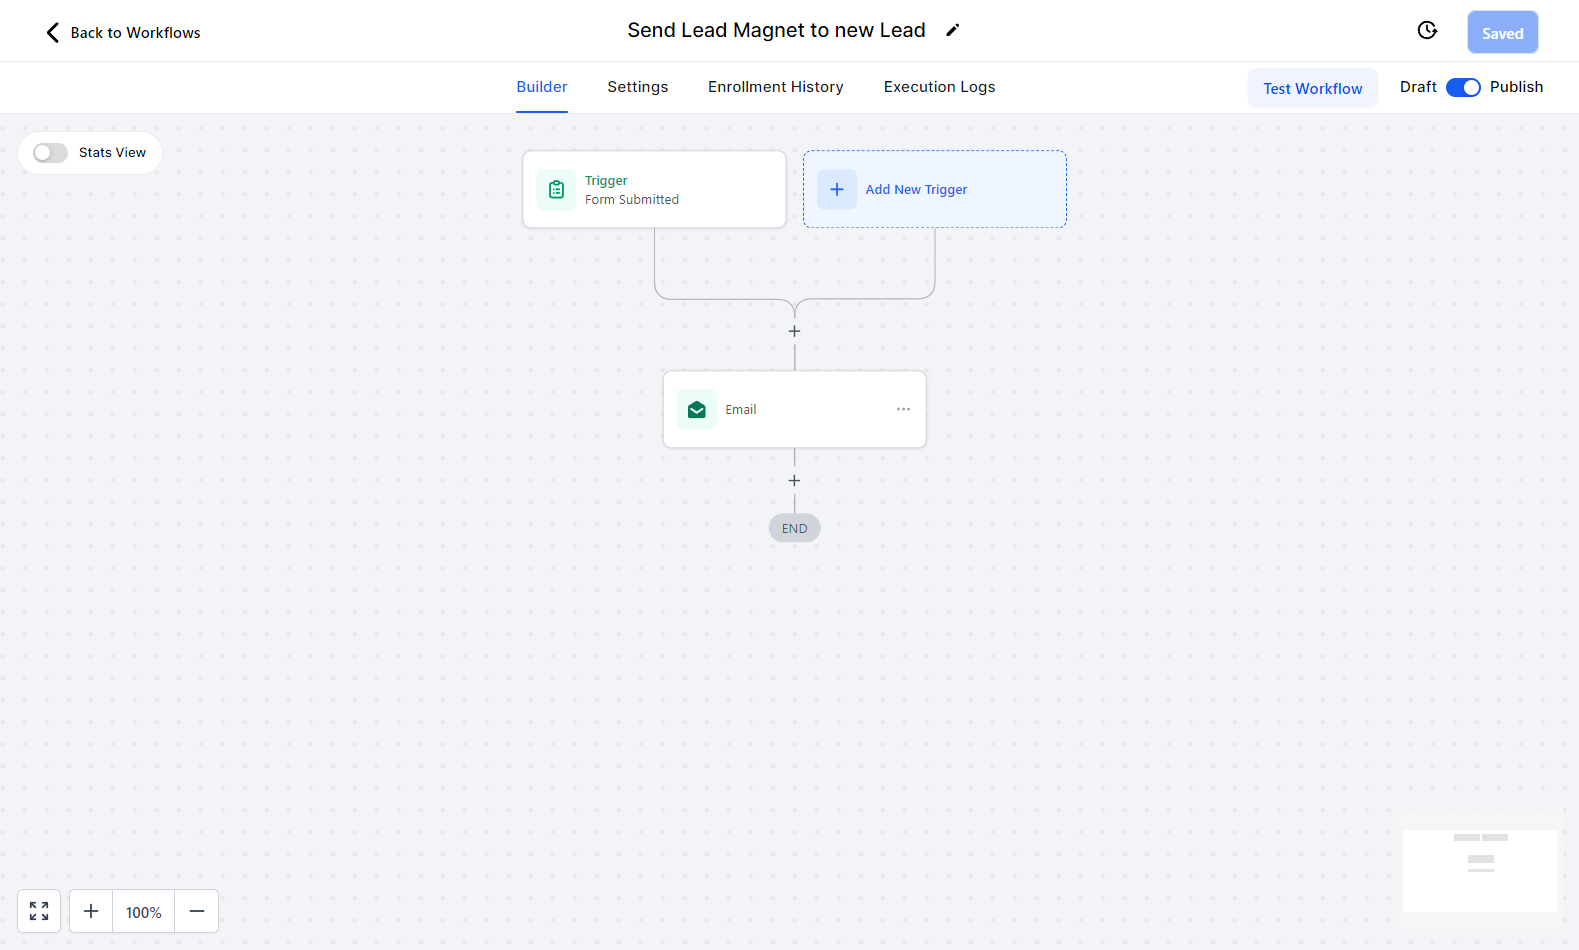 Back to Workflows
Send Lead Magnet to new Lead
Saved
Builder
Settings
Enrollment History
Execution Logs
Test Workflow
Draft
Publish
Stats View
Trigger
Form Submitted
Add New Trigger
Email
END
100%